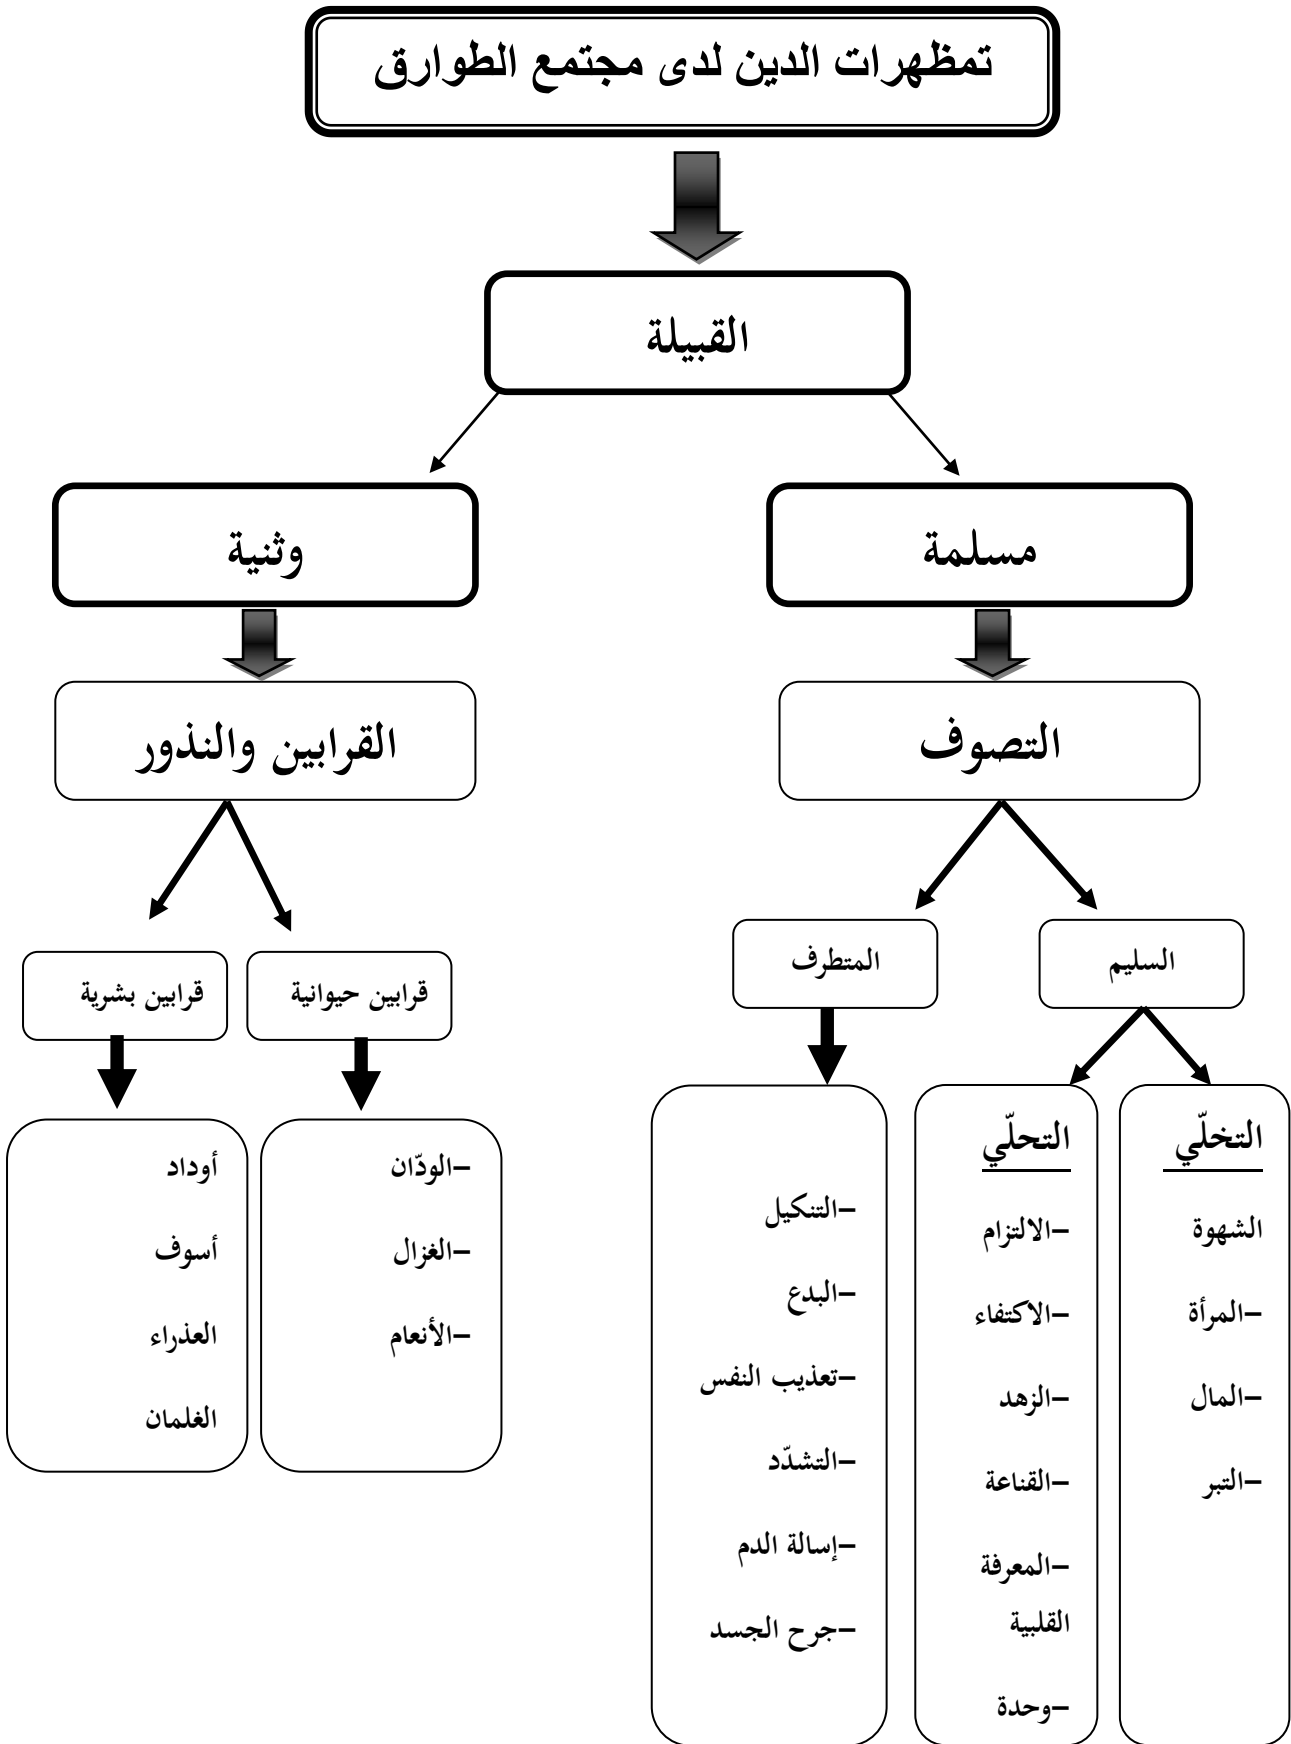 تمظهرات الدين لدى مجتمع الطوارق
القبيلة
مسلمة
وثنية
التصوف
القرابين والنذور
السليم
المتطرف
قرابين حيوانية
قرابين بشرية
التخلّي
الشهوة
–المرأة
–المال
–التبر
التحلّي
–الالتزام
–الاكتفاء
–الزهد
–القناعة
–المعرفة
القلبية
–وحدة
–التنكيل
–البدع
–تعذيب النفس
–التشدّد
–إسالة الدم
–جرح الجسد
–الودّان
–الغزال
–الأنعام
أوداد
أسوف
العذراء
الغلمان